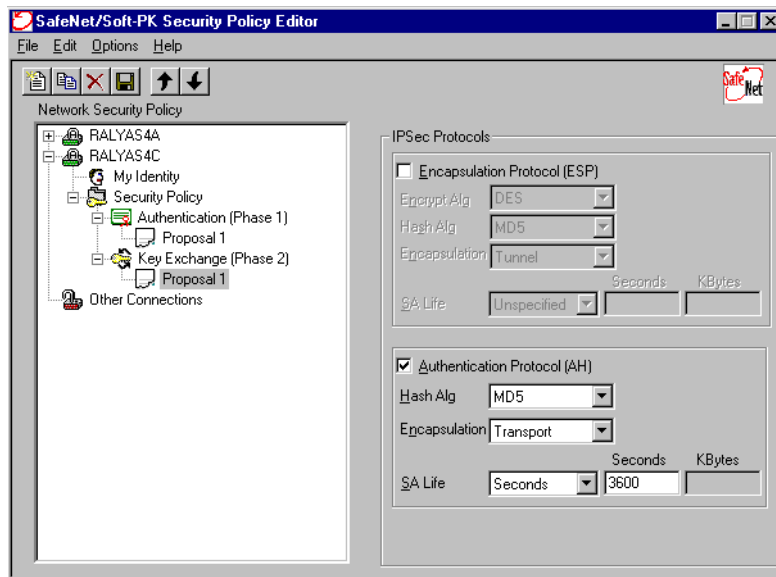 SafeNet/Soft-PK Security Policy Editor
File Edit Options Help
Safe Net
Network Security Policy
RALYAS4A
RALYAS4C
My Identity
Security Policy
Authentication (Phase 1)
Proposal 1
Key Exchange (Phase 2)
Proposal 1
Other Connections
IPSec Protocols
Encapsulation Protocol (ESP)
Encrypt Alg DES
Hash Alg MD5
Encapsulation Tunnel
Seconds KBytes
SA Life Unspecified
Authentication Protocol (AH)
Hash Alg MD5
Encapsulation Transport
Seconds KBytes
SA Life Seconds 3600